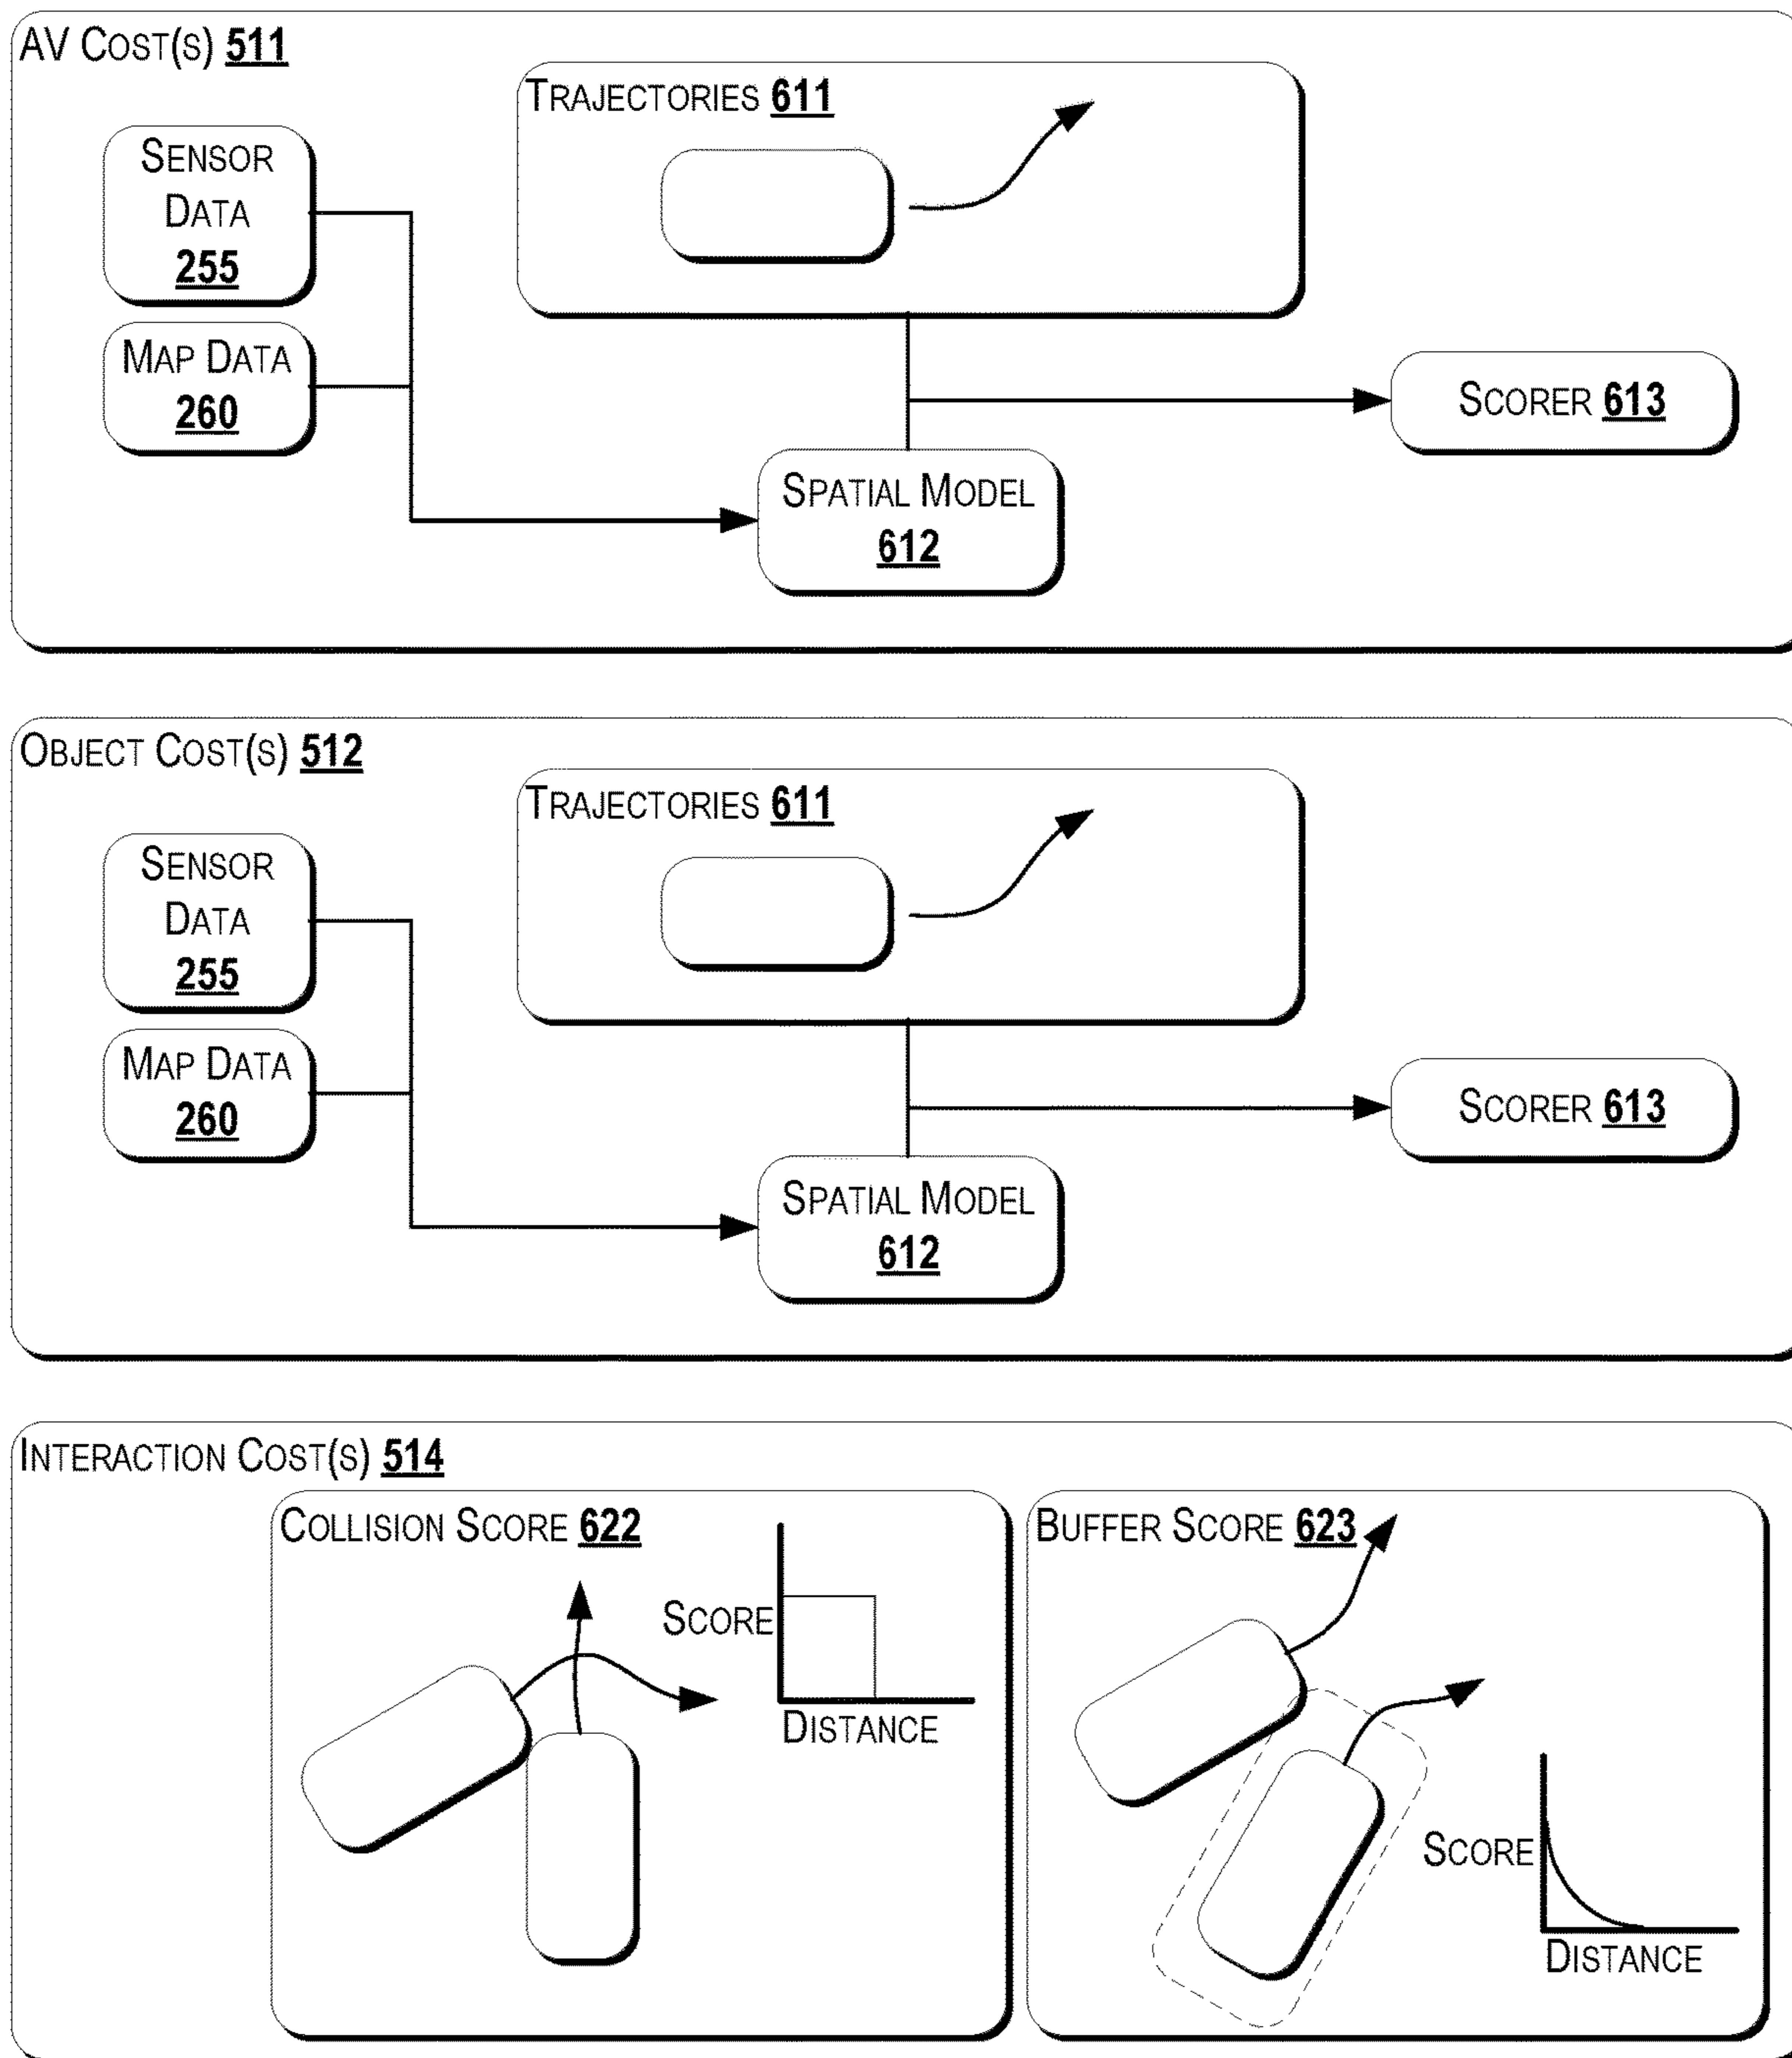 AV COST(S) 511
TRAJECTORIES 611
SENSOR
DATA
255
MAP DATA
260
SCORER 613
SPATIAL MODEL
612
OBJECT COST(S) 512
TRAJECTORIES 611
SENSOR
DATA
255
MAP DATA
260
SCORER 613
SPATIAL MODEL
612
INTERACTION COST(S) 514
COLLISION SCORE 622
SCORE
DISTANCE
BUFFER SCORE 623
SCORE
DISTANCE